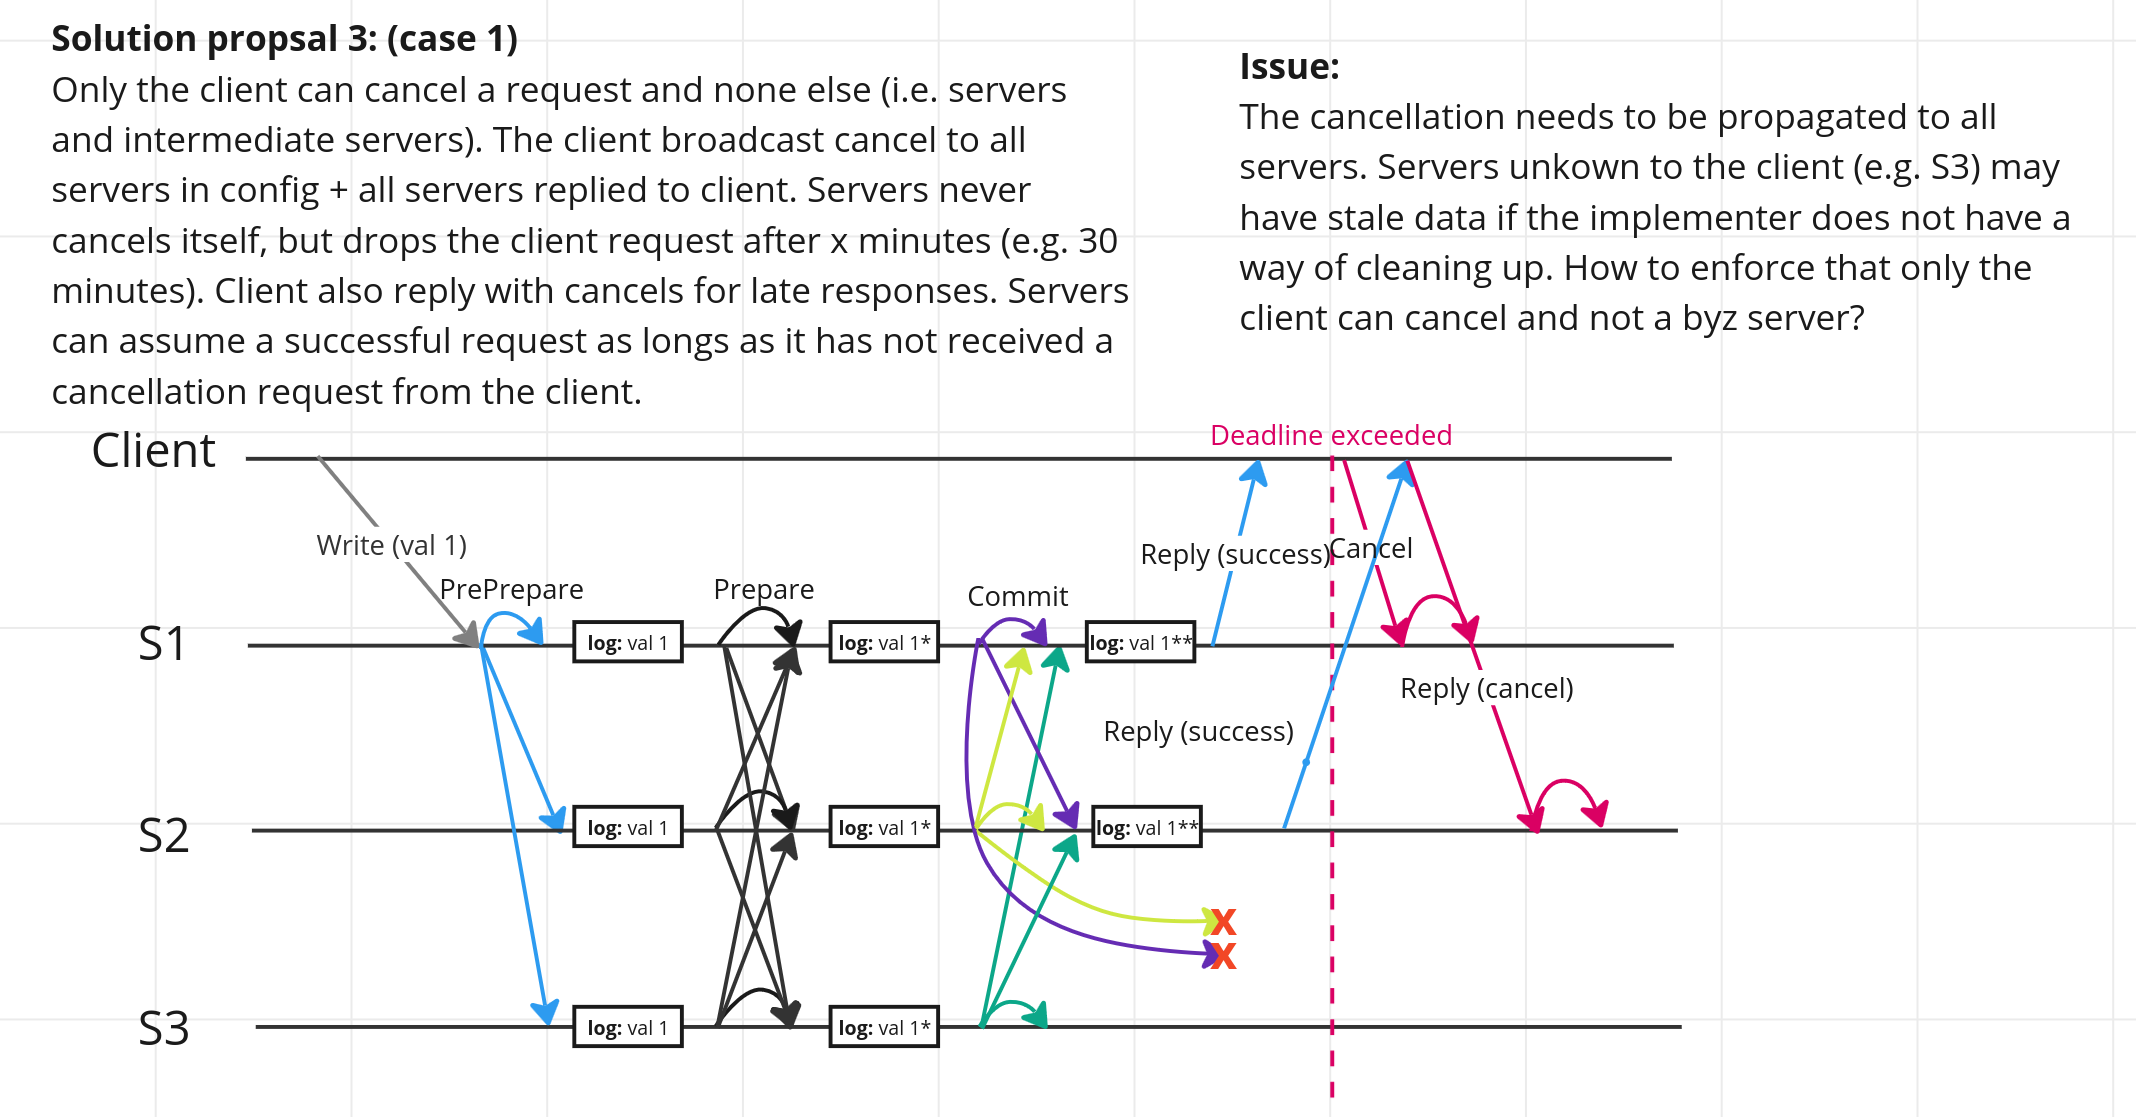 Solution propsal 3: (case 1)
Only the client can cancel a request and none else (i.e. servers
and intermediate servers). The client broadcast cancel to all
servers in config + all servers replied to client. Servers never
cancels itself, but drops the client request after x minutes (e.g. 30
minutes). Client also reply with cancels for late responses. Servers
can assume a successful request as longs as it has not received a
cancellation request from the client.
Issue:
The cancellation needs to be propagated to all
servers. Servers unkown to the client (e.g. S3) may
have stale data if the implementer does not have a
way of cleaning up. How to enforce that only the
client can cancel and not a byz server?
Deadline exceeded
Client
Write (val 1)
Reply (success)
Cancel
PrePrepare
Prepare
Commit
S1
log: val 1
log: val 1*
log: val 1**
Reply (cancel)
Reply (success)
S2
log: val 1
log: val 1*
log: val 1**
X
X
S3
log: val 1
log: val 1*